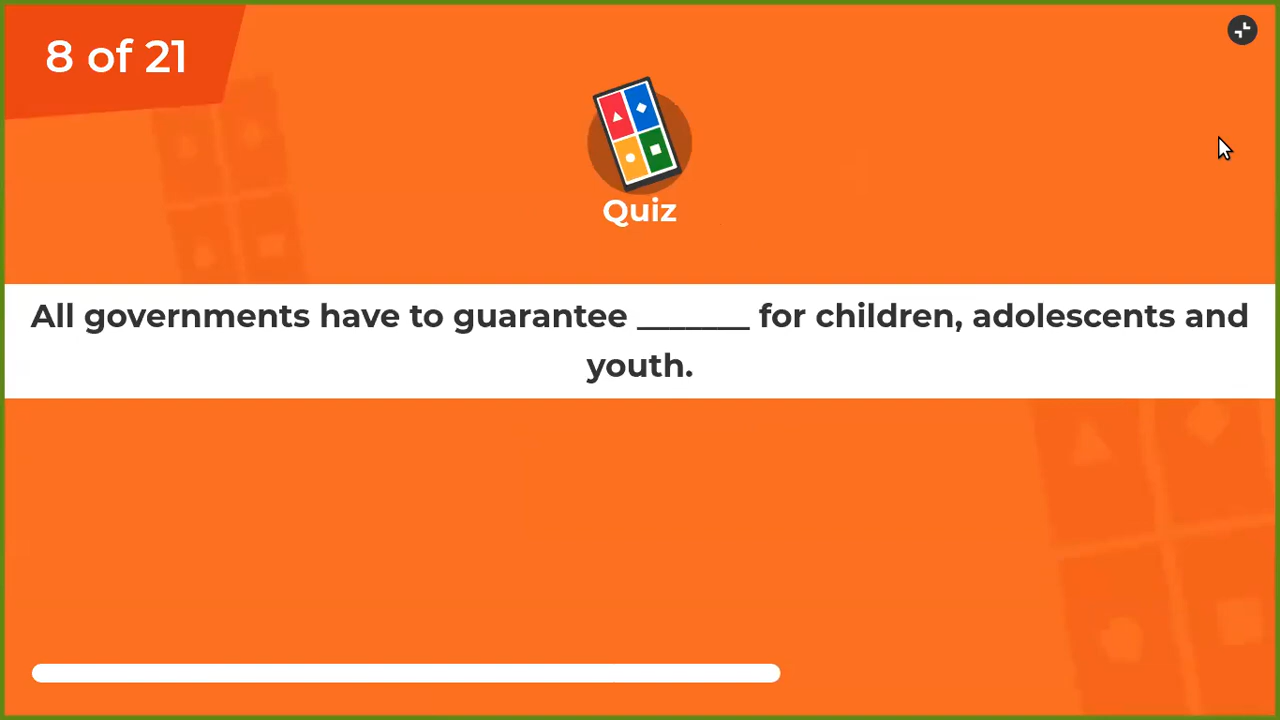 8 of 21
Quiz
All governments have to guarantee _______ for children, adolescents and
youth.